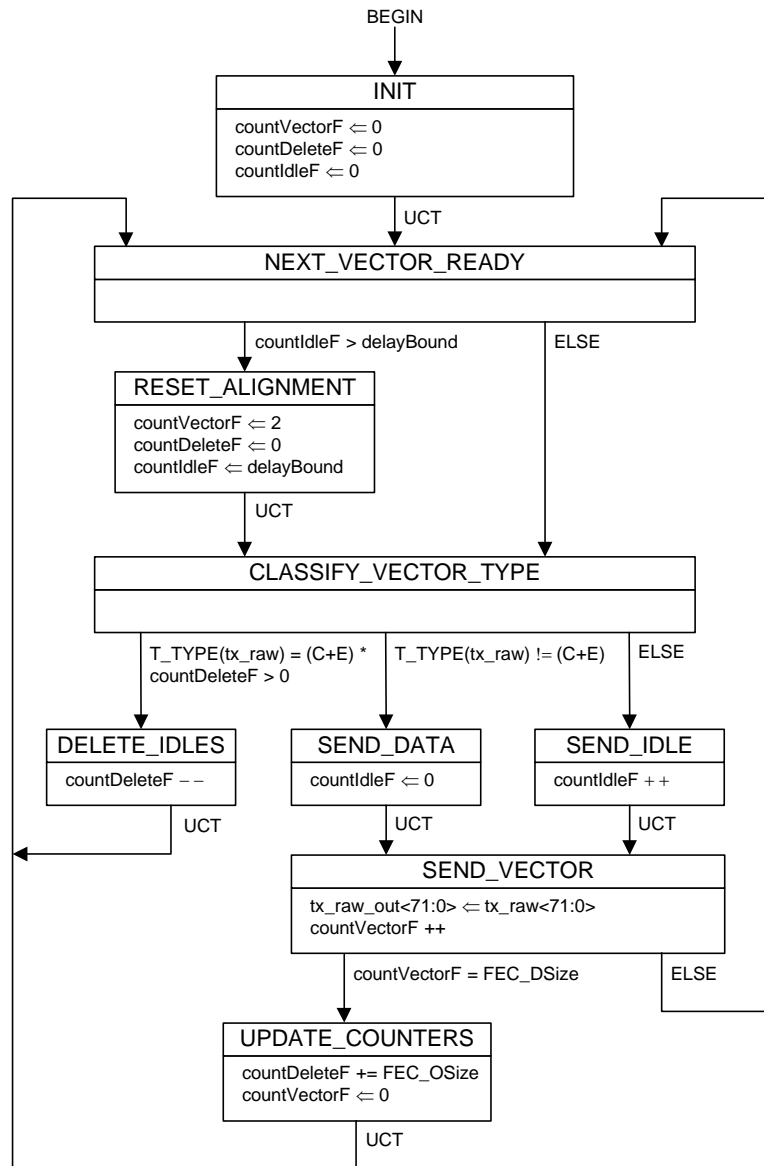 BEGIN
INIT
countVectorF ⇐ 0
countDeleteF ⇐ 0
countIdleF ⇐ 0
UCT
NEXT_VECTOR_READY
countIdleF > delayBound
ELSE
RESET_ALIGNMENT
countVectorF ⇐ 2
countDeleteF ⇐ 0
countIdleF ⇐ delayBound
UCT
CLASSIFY_VECTOR_TYPE
T_TYPE(tx_raw) = (C+E) *
countDeleteF > 0
T_TYPE(tx_raw) != (C+E)
ELSE
DELETE_IDLES
countDeleteF − −
UCT
SEND_DATA
countIdleF ⇐ 0
UCT
SEND_IDLE
countIdleF + +
UCT
SEND_VECTOR
tx_raw_out<71:0> ⇐ tx_raw<71:0>
countVectorF ++
countVectorF = FEC_DSize
ELSE
UPDATE_COUNTERS
countDeleteF += FEC_OSize
countVectorF ⇐ 0
UCT